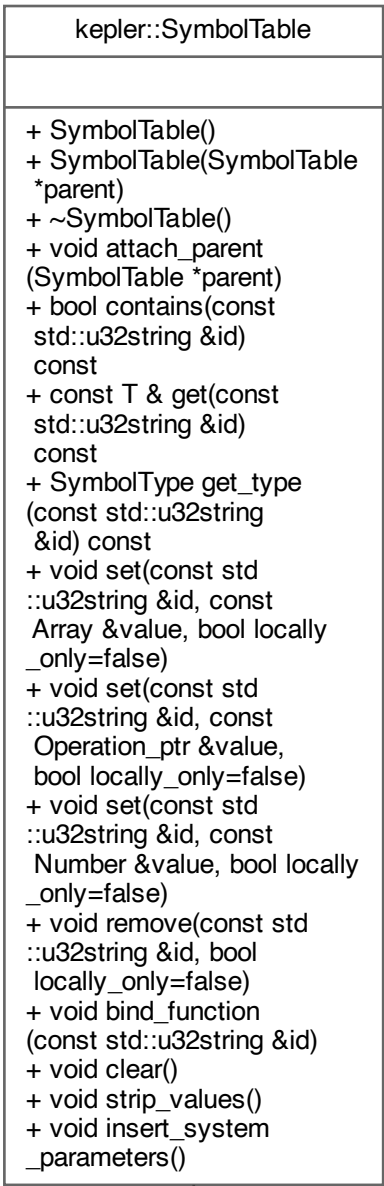 kepler::SymbolTable
+ SymbolTable()
+ SymbolTable(SymbolTable
*parent)
+ ~SymbolTable()
+ void attach_parent
(SymbolTable *parent)
+ bool contains(const
std::u32string &id)
const
+ const T & get(const
std::u32string &id)
const
+ SymbolType get_type
(const std::u32string
&id) const
+ void set(const std
::u32string &id, const
Array &value, bool locally
_only=false)
+ void set(const std
::u32string &id, const
Operation_ptr &value,
bool locally_only=false)
+ void set(const std
::u32string &id, const
Number &value, bool locally
_only=false)
+ void remove(const std
::u32string &id, bool
locally_only=false)
+ void bind_function
(const std::u32string &id)
+ void clear()
+ void strip_values()
+ void insert_system
_parameters()